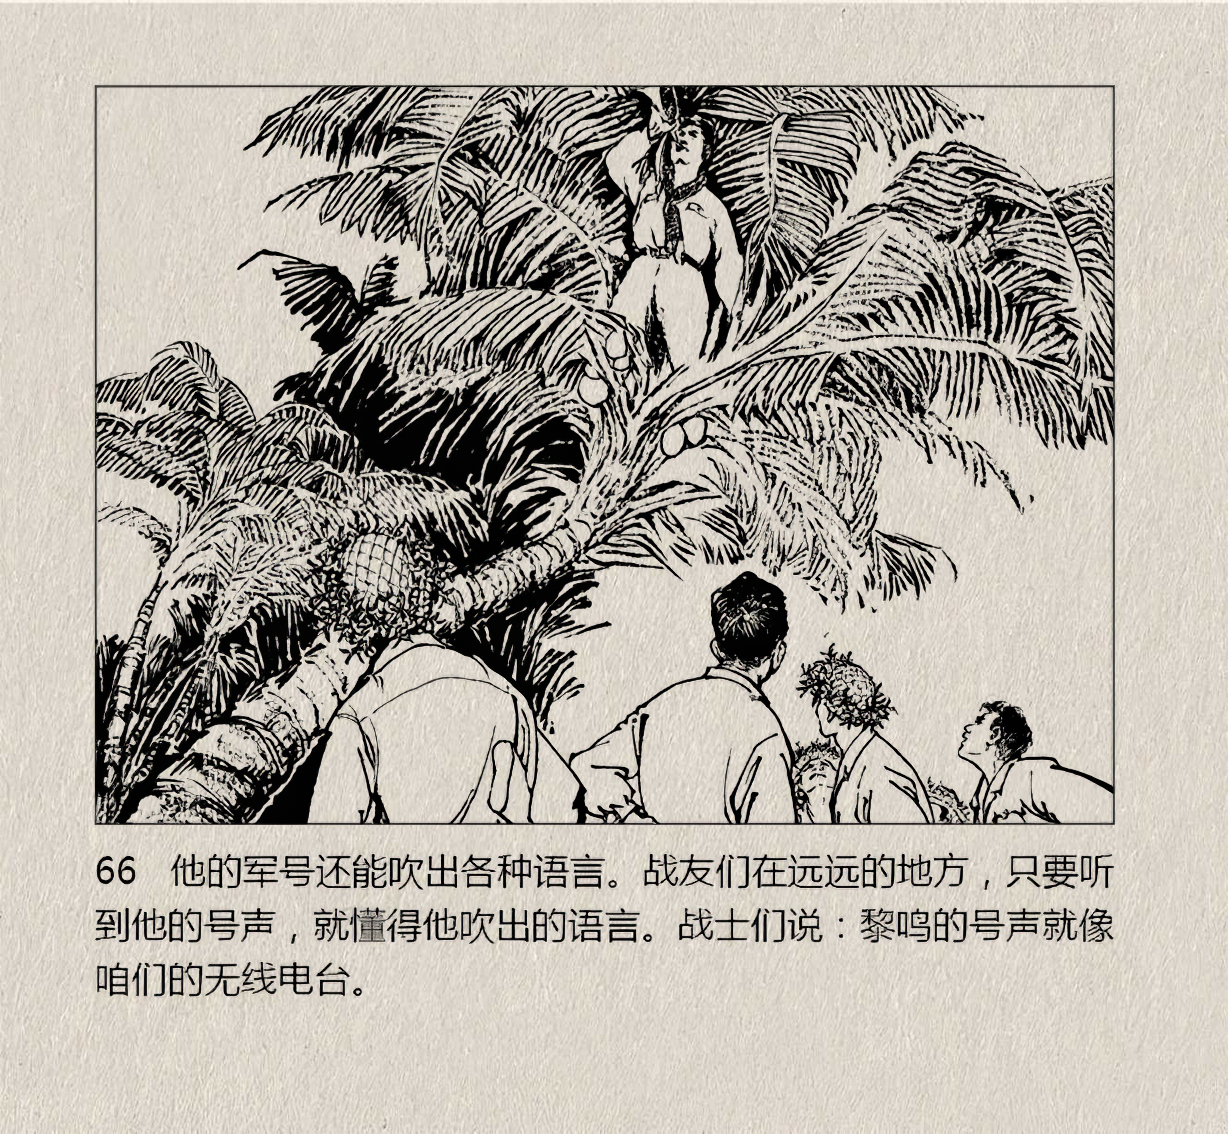 66 他的军号还能吹出各种语言。战友们在远远的地方，只要听
到他的号声，就懂得他吹出的语言。战士们说：黎鸣的号声就像
咱们的无线电台。